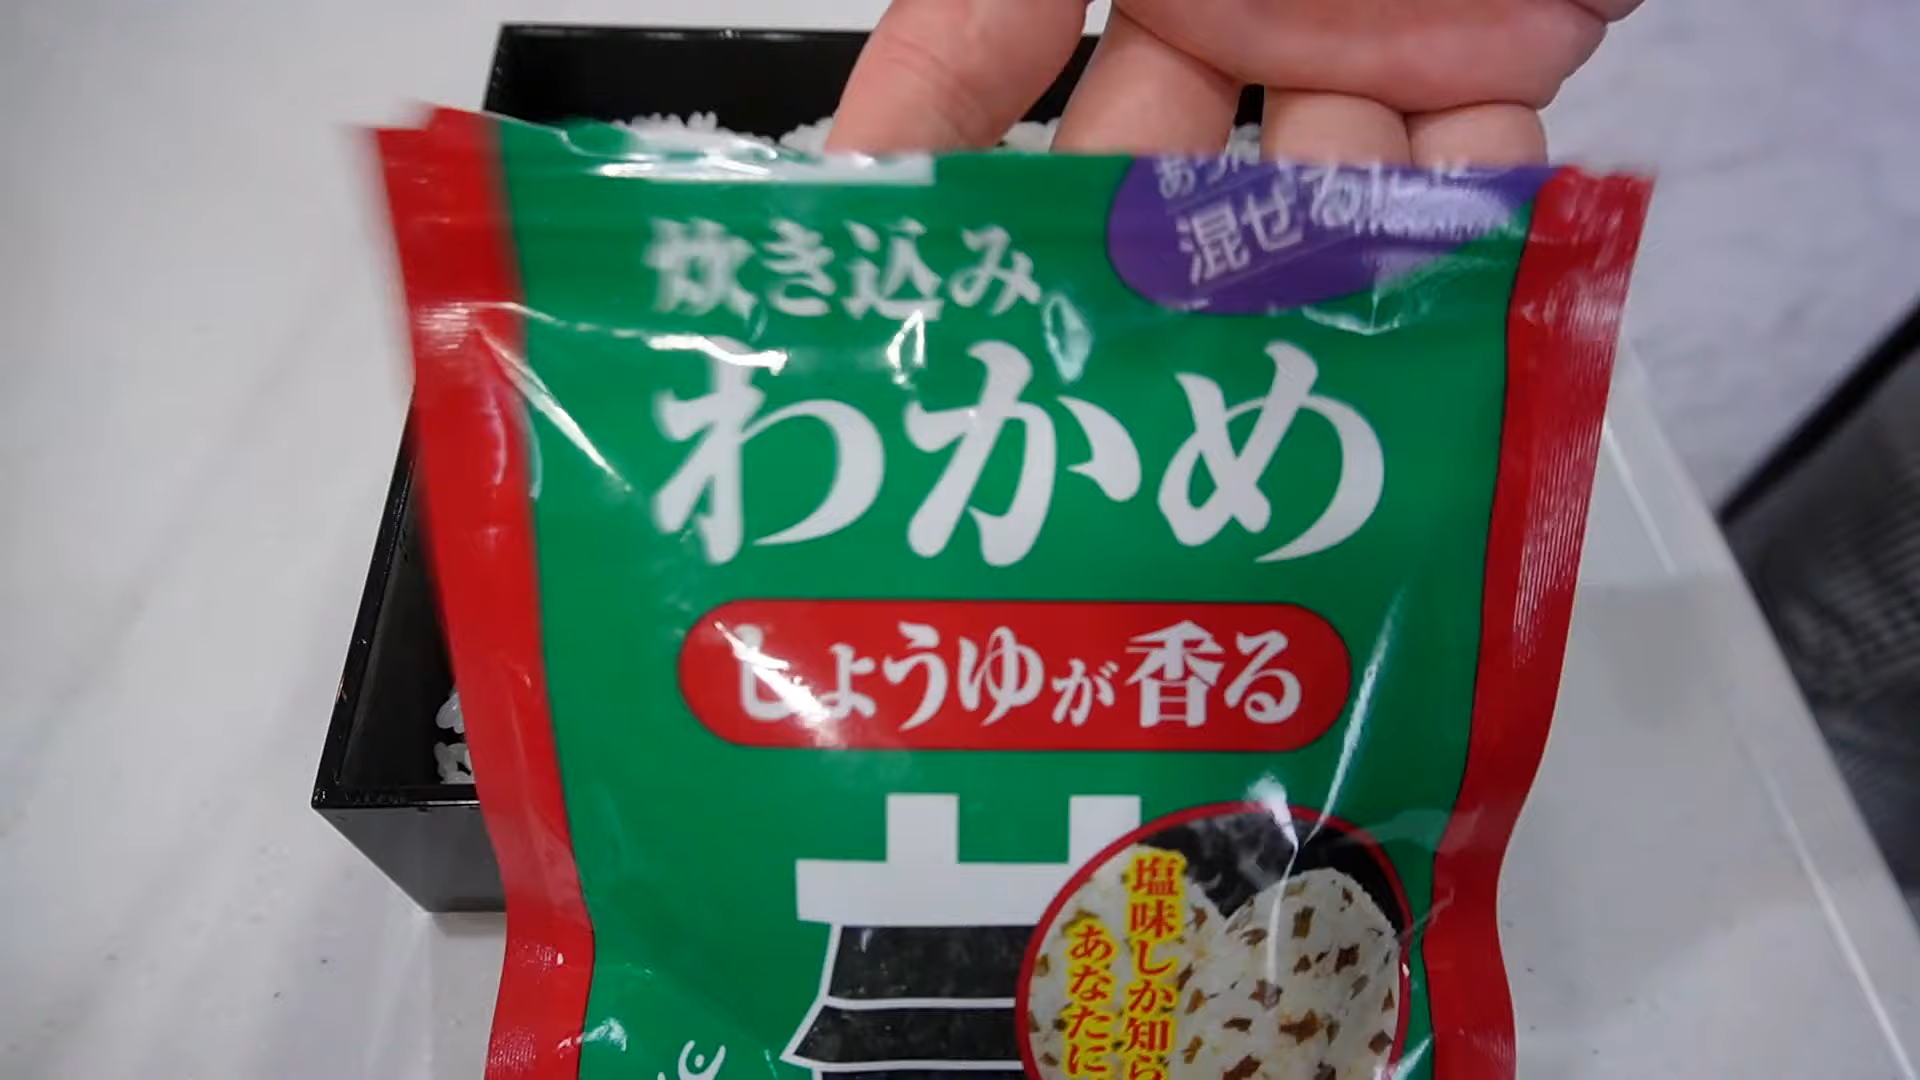 混ぜる
炊き込み
わかめ
しょうゆが香る
塩味しか知ら
あなたに